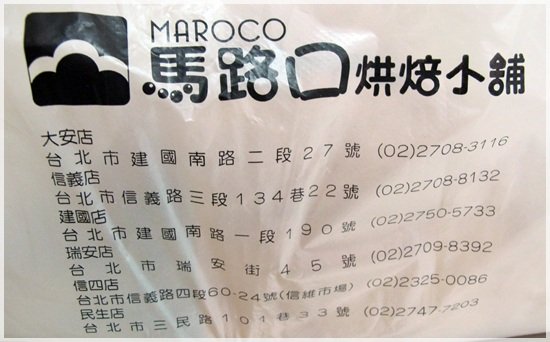 MAROCO
馬路口烘焙小舖
大安店
台北市建國南路二段27號 (02)2708-3116
信義店
台北市信義路三段134巷22號 (02)2708-8132
建國店
台北市建國南路一段190號 (02)2750-5733
瑞安店
台北市瑞安街45號 (02)2709-8392
信四店
台北市信義路四段60-24號(信維市場) (02)2325-0086
民生店
台北市三民路101巷33號 (02)2747-7203